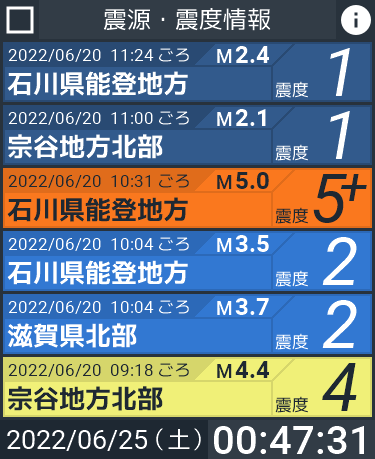 震源・震度情報
2022/06/20 11:24 ごろ M2.4
石川県能登地方 震度 1
2022/06/20 11:00 ごろ M2.1
宗谷地方北部 震度 1
2022/06/20 10:31 ごろ M5.0
石川県能登地方 震度 5+
2022/06/20 10:04 ごろ M3.5
石川県能登地方 震度 2
2022/06/20 10:04 ごろ M3.7
滋賀県北部 震度 2
2022/06/20 09:18 ごろ M4.4
宗谷地方北部 震度 4
2022/06/25（土） 00:47:31